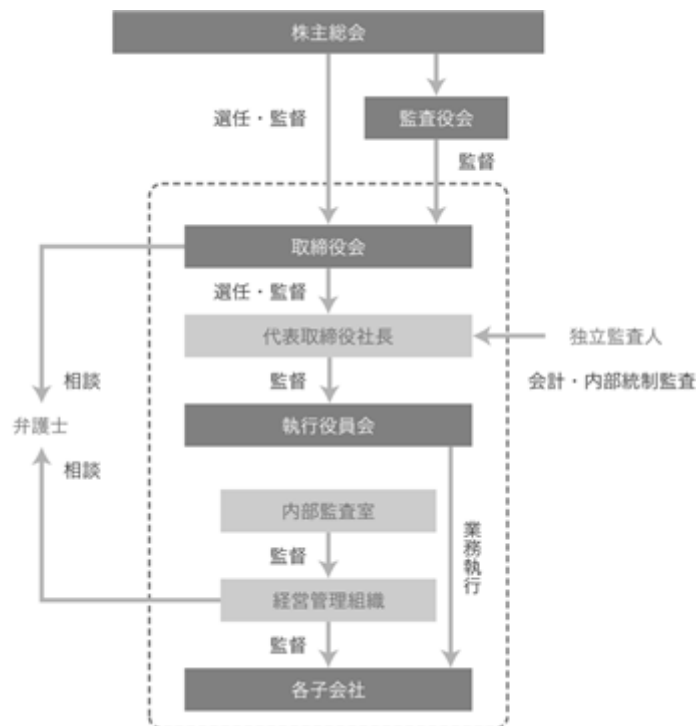 株主総会
選任・監督
監査役会
監督
取締役会
選任・監督
代表取締役社長
独立監査人
監督
会計・内部統制監査
相談
弁護士
執行役員会
相談
内部監査室
業務執行
監督
経営管理組織
監督
各子会社